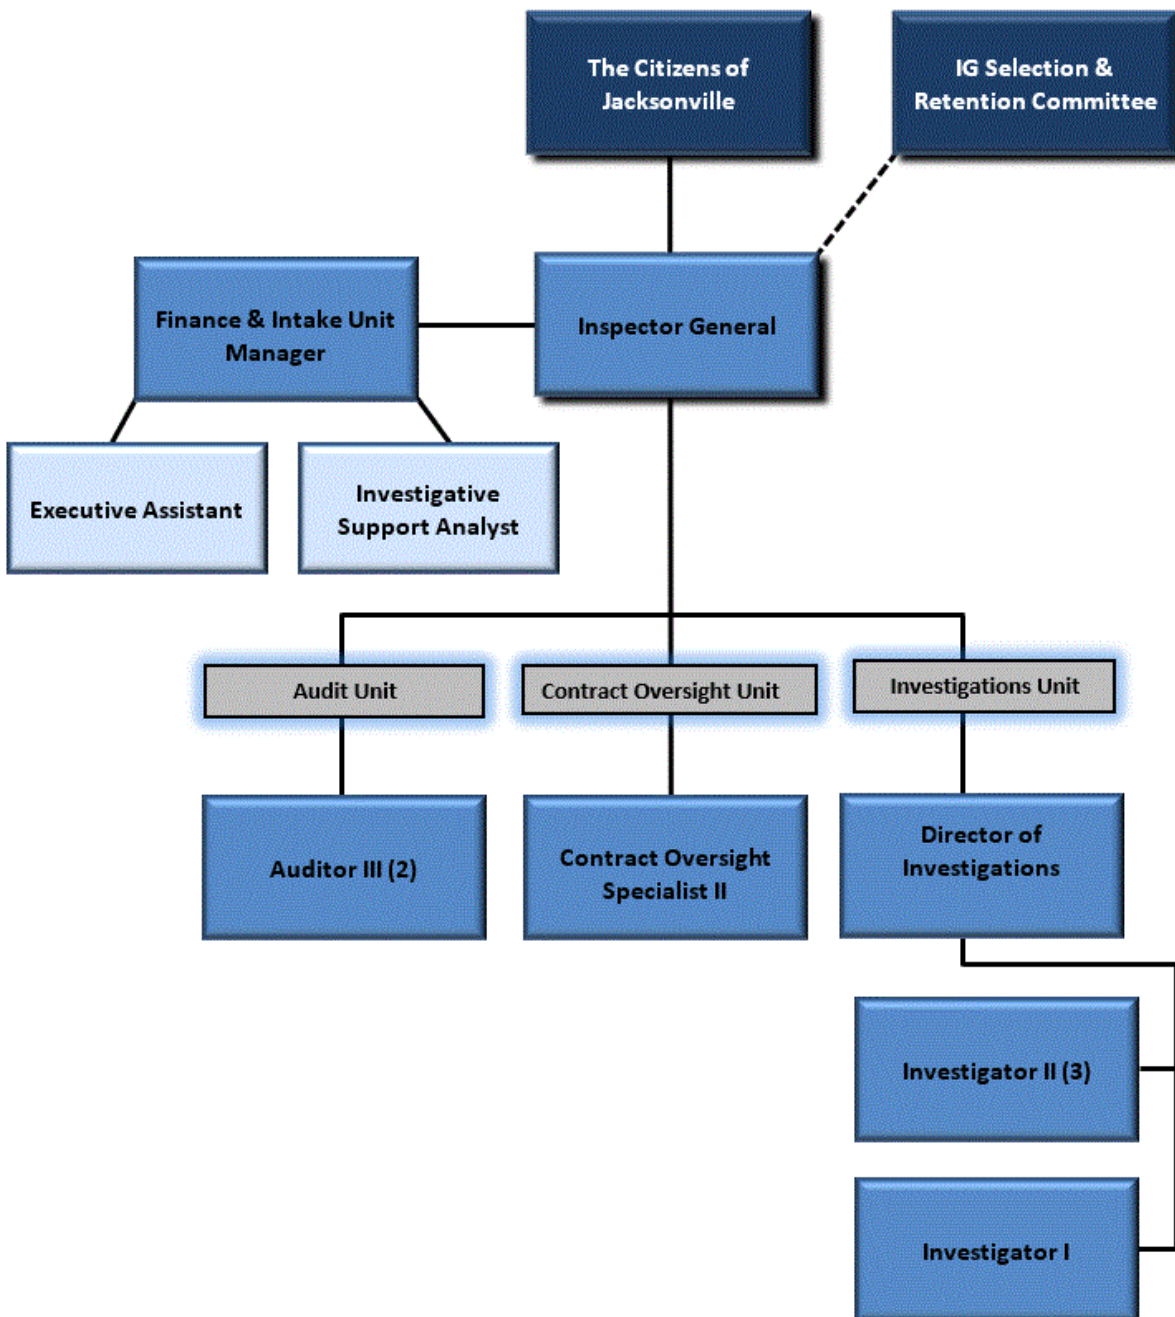 The Citizens of
Jacksonville
IG Selection &
Retention Committee
Finance & Intake Unit
Manager
Inspector General
Executive Assistant
Investigative
Support Analyst
Audit Unit
Contract Oversight Unit
Investigations Unit
Auditor III (2)
Contract Oversight
Specialist II
Director of
Investigations
Investigator II (3)
Investigator I